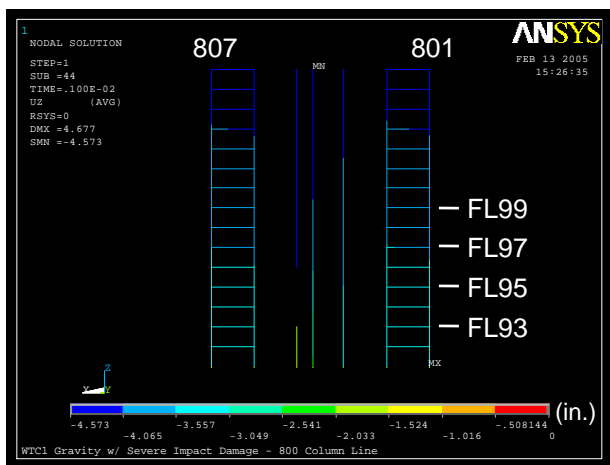 1
NODAL SOLUTION
STEP=1
SUB =44
TIME=.100E-02
UZ (AVG)
RSYS=0
DMX =4.677
SMN =-4.573
807
801
ANSYS
FEB 13 2005
15:26:35
MN
FL99
FL97
FL95
FL93
MX
Z
X Y
-4.573 -3.557 -2.541 -1.524 -.508144
-4.065 -3.049 -2.033 -1.016 0
(in.)
WTC1 Gravity w/ Severe Impact Damage - 800 Column Line